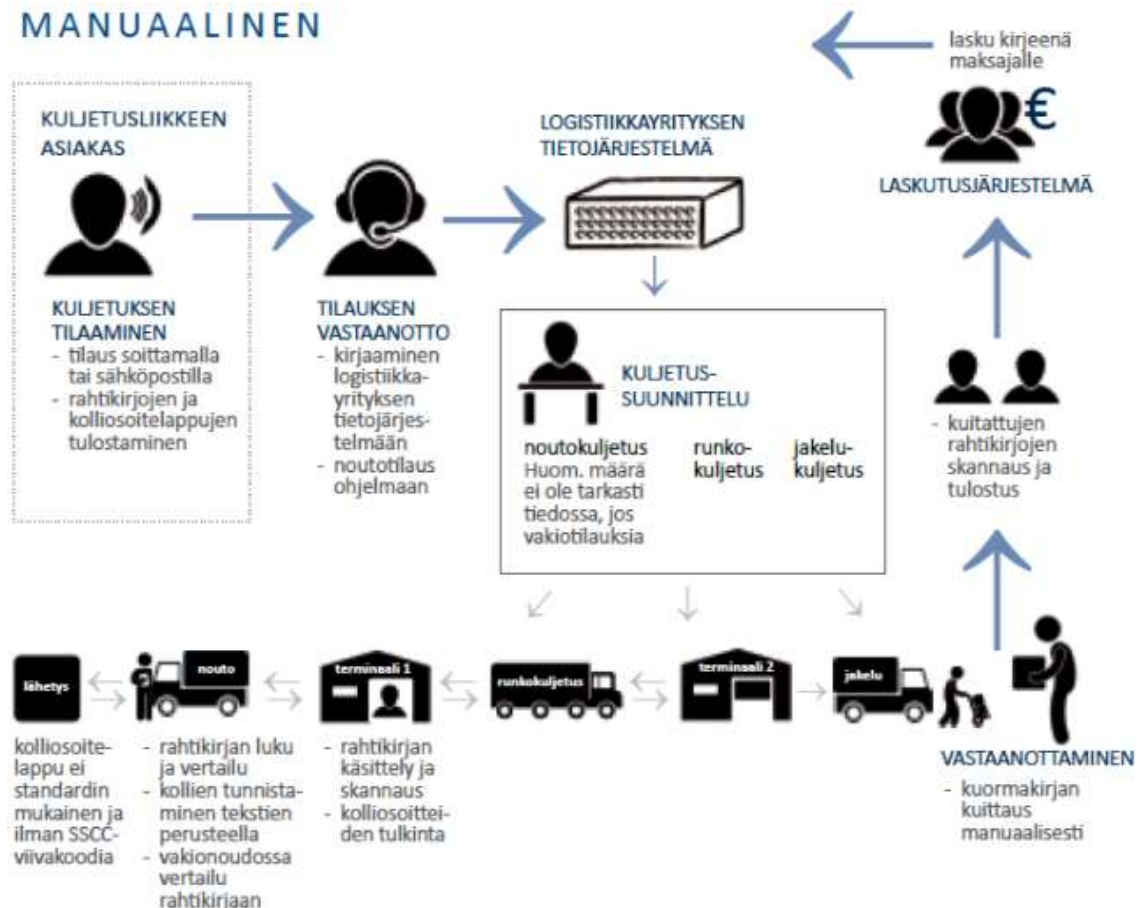 MANUAALINEN
KULJETUSLIIKKEEN
ASIAKAS
KULJETUKSEN
TILAAMINEN
- tilaus soittamalla
tai sähköpostilla
- rahtikirjojen ja
kolliosoitelappujen
tulostaminen
TILAUKSEN
VASTAANOTTO
- kirjaaminen
logistiikka-
yrityksen
tietojärjes-
telmään
- noutotilaus
ohjelmaan
LOGISTIIKKAYRITYKSEN
TIETOJÄRJESTELMÄ
KULJETUS-
SUUNNITTELU
noutokuljetus
Huom. määrä
ei ole tarkasti
tiedossa, jos
vakiotilauksia
runko-
kuljetus
jakelu-
kuljetus
lasku kirjeenä
maksajalle
€
LASKUTUSJÄRJESTELMÄ
- kuitattujen
rahtikirjojen
skannaus ja
tulostus
lähetys
kolliosoite-
lappu ei
standardin
mukainen ja
ilman SSCC-
viivakoodia
nouto
- rahtikirjan luku
ja vertailu
- kollien tunnista-
minen tekstien
perusteella
- vakionoudossa
vertailu
rahtikirjaan
terminaali 1
- rahtikirjan
käsittely ja
skannaus
- kolliosoittei-
den tulkinta
runkokuljetus
terminaali 2
jakelu
VASTAANOTTAMINEN
- kuormakirjan
kuittaus
manuaalisesti